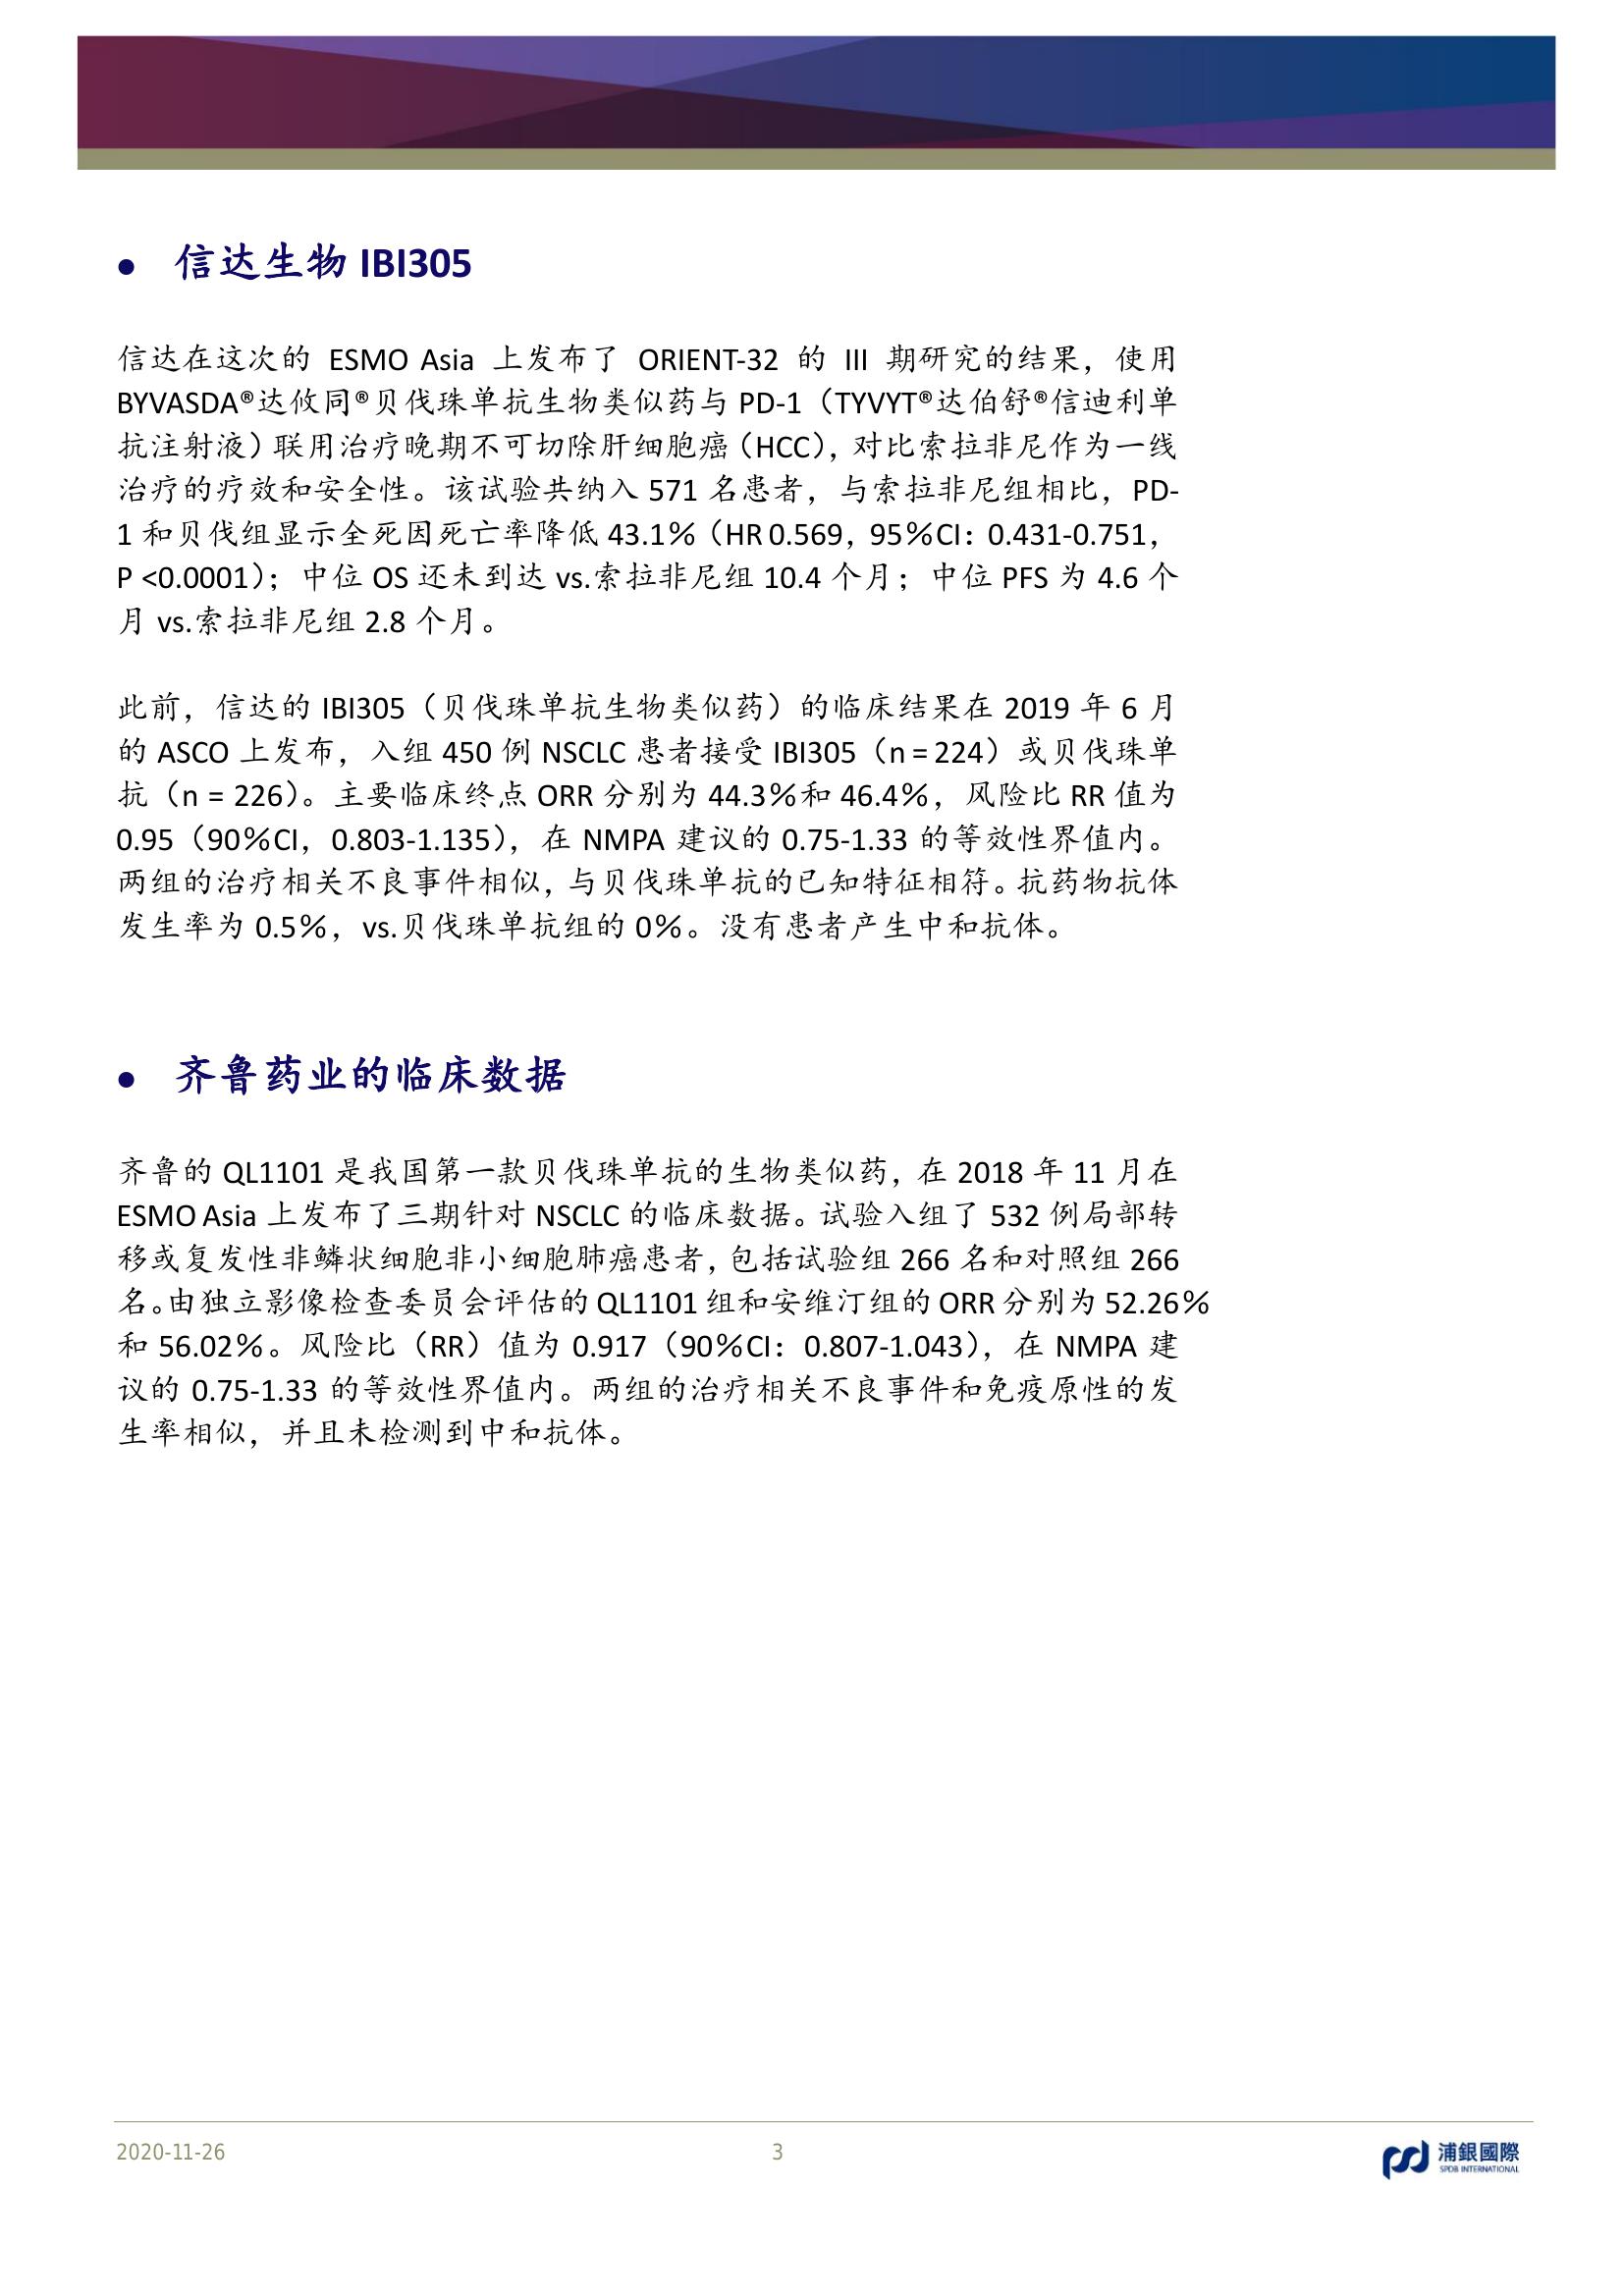 ● 信达生物 IBI305
信达在这次的 ESMO Asia 上发布了 ORIENT-32 的 III 期研究的结果，使用
BYVASDA®达攸同®贝伐珠单抗生物类似药与 PD-1（TYVYT®达伯舒®信迪利单
抗注射液）联用治疗晚期不可切除肝细胞癌（HCC），对比索拉非尼作为一线
治疗的疗效和安全性。该试验共纳入 571 名患者，与索拉非尼组相比，PD-
1 和贝伐组显示全死因死亡率降低 43.1％（HR 0.569，95％CI：0.431-0.751，
P <0.0001）；中位 OS 还未到达 vs.索拉非尼组 10.4 个月；中位 PFS 为 4.6 个
月 vs.索拉非尼组 2.8 个月。
此前，信达的 IBI305（贝伐珠单抗生物类似药）的临床结果在 2019 年 6 月
的 ASCO 上发布，入组 450 例 NSCLC 患者接受 IBI305（n = 224）或贝伐珠单
抗（n = 226）。主要临床终点 ORR 分别为 44.3％和 46.4％，风险比 RR 值为
0.95（90％CI，0.803-1.135），在 NMPA 建议的 0.75-1.33 的等效性界值内。
两组的治疗相关不良事件相似，与贝伐珠单抗的已知特征相符。抗药物抗体
发生率为 0.5％，vs.贝伐珠单抗组的 0％。没有患者产生中和抗体。
● 齐鲁药业的临床数据
齐鲁的 QL1101 是我国第一款贝伐珠单抗的生物类似药，在 2018 年 11 月在
ESMO Asia 上发布了三期针对 NSCLC 的临床数据。试验入组了 532 例局部转
移或复发性非鳞状细胞非小细胞肺癌患者，包括试验组 266 名和对照组 266
名。由独立影像检查委员会评估的 QL1101 组和安维汀组的 ORR 分别为 52.26％
和 56.02％。风险比（RR）值为 0.917（90％CI：0.807-1.043），在 NMPA 建
议的 0.75-1.33 的等效性界值内。两组的治疗相关不良事件和免疫原性的发
生率相似，并且未检测到中和抗体。
2020-11-26
3
浦銀國際
SPDB INTERNATIONAL